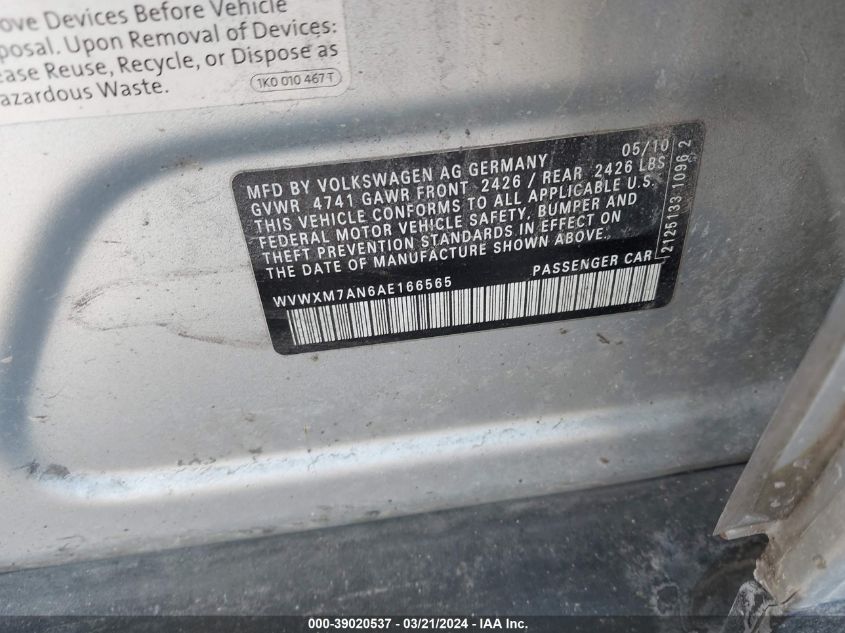 ove Devices Before Vehicle
posal. Upon Removal of Devices:
ease Reuse, Recycle, or Dispose as
azardous Waste.
1K0 010 467 T
MFD BY VOLKSWAGEN AG GERMANY 05/10
GVWR 4741 GAWR FRONT 2426 / REAR 2426 LBS
THIS VEHICLE CONFORMS TO ALL APPLICABLE U.S.
FEDERAL MOTOR VEHICLE SAFETY, BUMPER AND
THEFT PREVENTION STANDARDS IN EFFECT ON
THE DATE OF MANUFACTURE SHOWN ABOVE.
WVWXM7AN6AE166565 PASSENGER CAR
2125133 1096 2
000-39020537 - 03/21/2024 - IAA Inc.